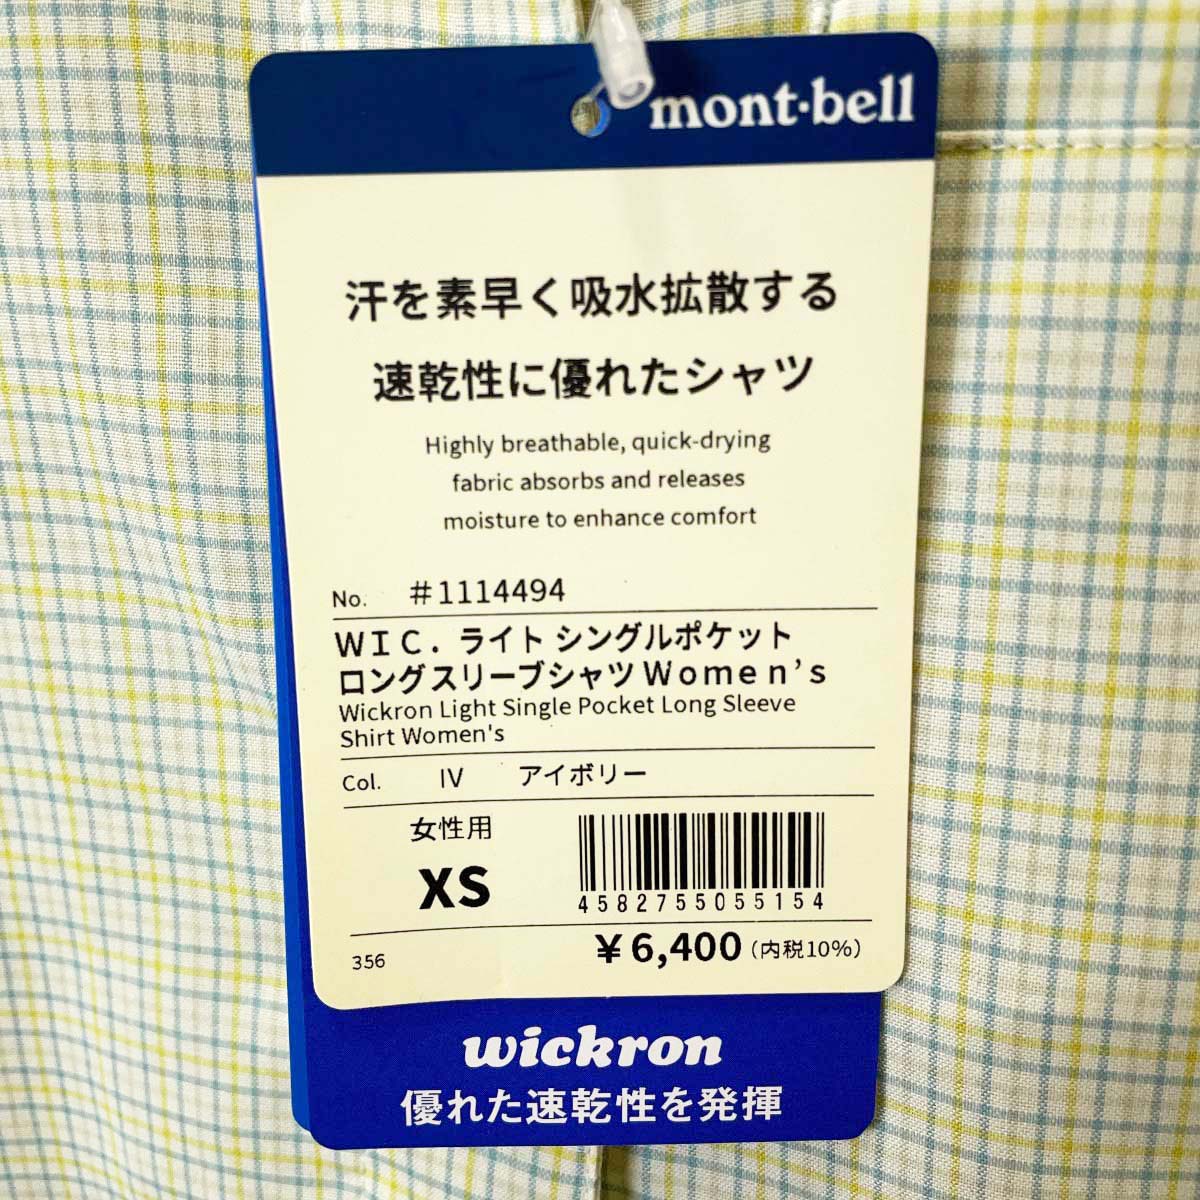 mont·bell
汗を素早く吸水拡散する
速乾性に優れたシャツ
Highly breathable, quick-drying
fabric absorbs and releases
moisture to enhance comfort
No. #1114494
ＷＩＣ．ライト シングルポケット
ロングスリーブシャツＷｏｍｅｎ’ｓ
Wickron Light Single Pocket Long Sleeve
Shirt Women's
Col. IV アイボリー
女性用
XS
4582755055154
356 ￥6,400（内税10%）
wickron
優れた速乾性を発揮